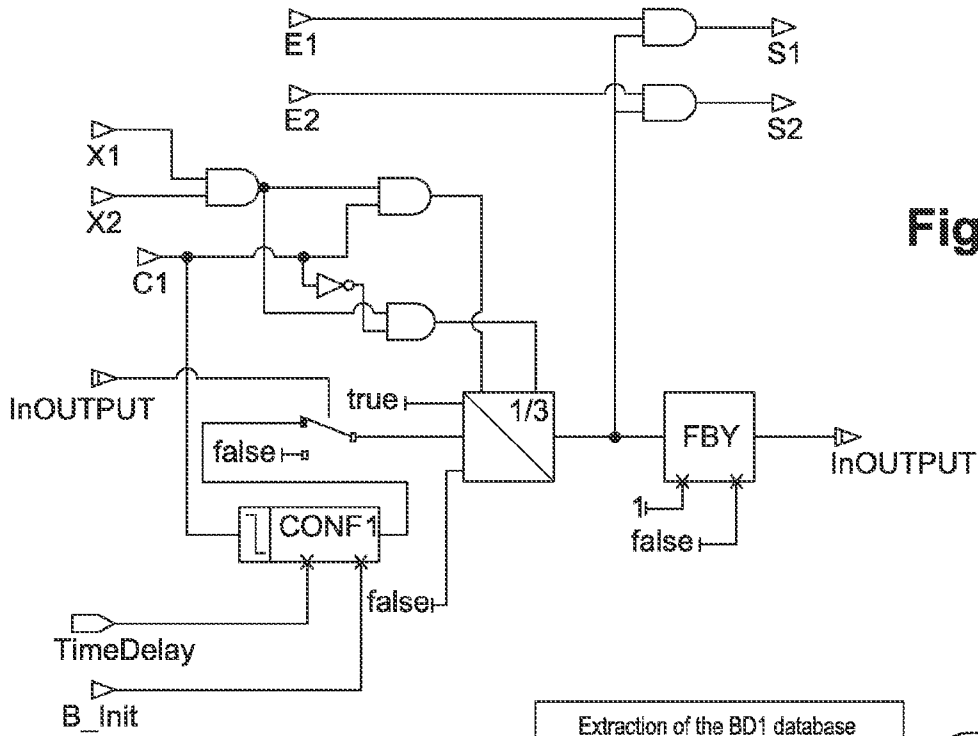 E1
S1
E2
S2
X1
X2
Fig
C1
InOUTPUT
true
1/3
false
FBY
InOUTPUT
CONF1
1
false
false
TimeDelay
B_Init
Extraction of the BD1 database